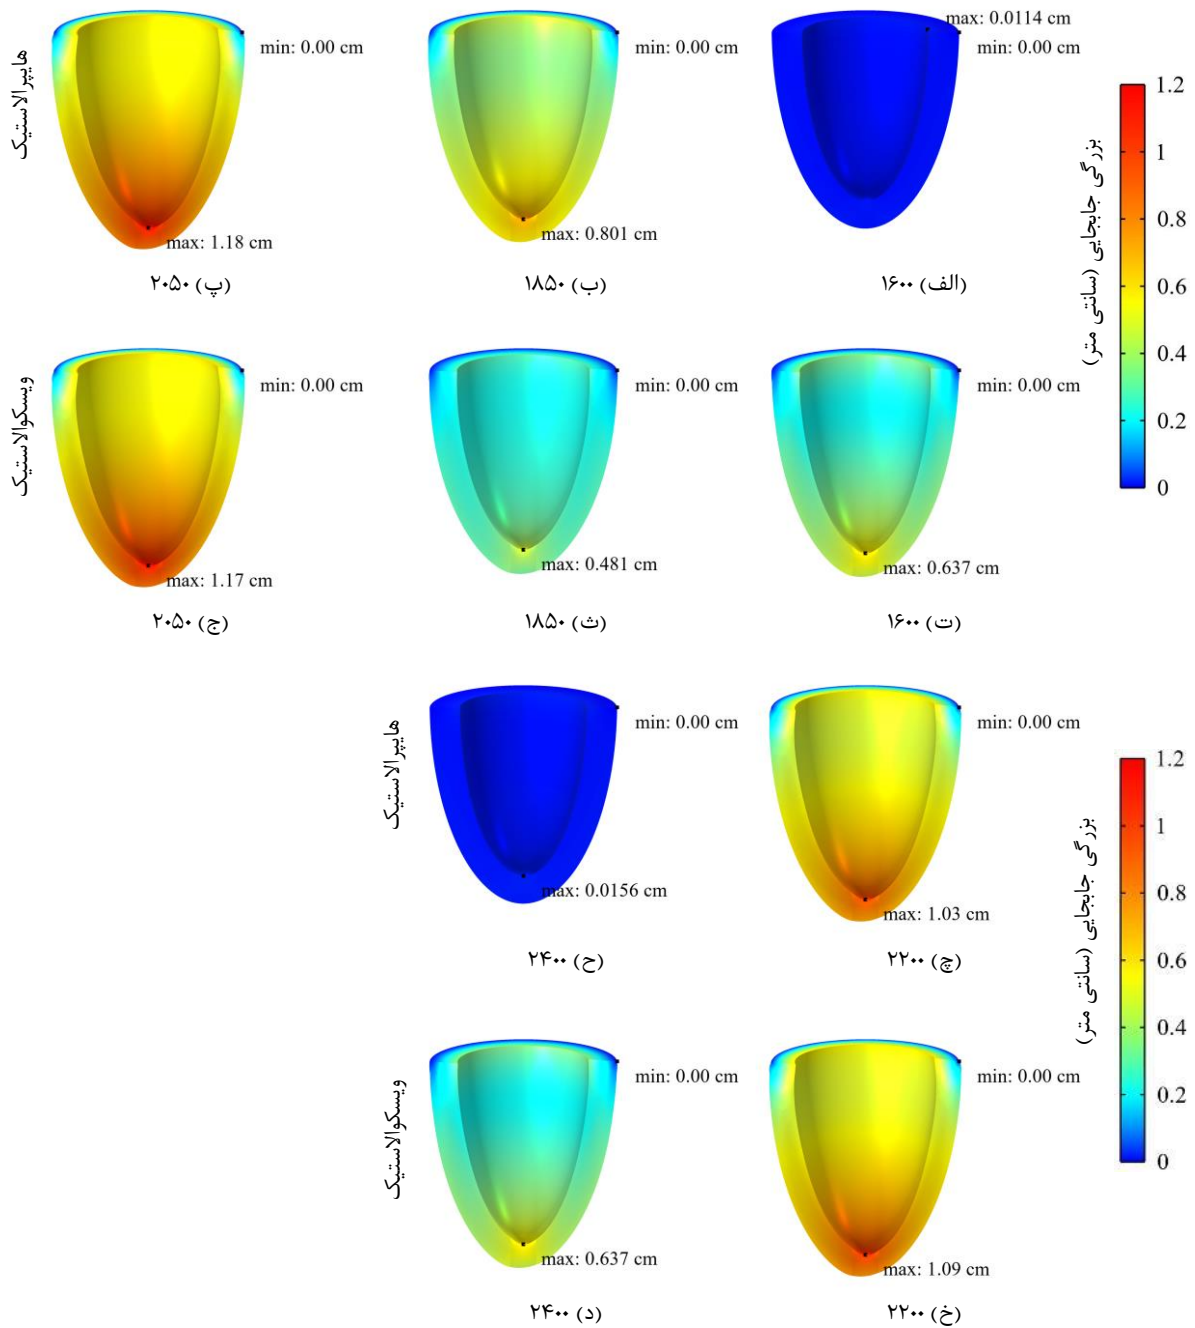 هایپرالاستیک
max: 0.0114 cm
min: 0.00 cm
min: 0.00 cm
min: 0.00 cm
max: 0.801 cm
max: 1.18 cm
(الف) ۱۶۰۰
(ب) ۱۸۵۰
(پ) ۲۰۵۰
بزرگی جابجایی (سانتی متر)
1.2
1
0.8
0.6
0.4
0.2
0
ویسکوالاستیک
min: 0.00 cm
min: 0.00 cm
min: 0.00 cm
max: 0.637 cm
max: 0.481 cm
max: 1.17 cm
(ت) ۱۶۰۰
(ث) ۱۸۵۰
(ج) ۲۰۵۰
هایپرالاستیک
min: 0.00 cm
min: 0.00 cm
max: 1.03 cm
max: 0.0156 cm
(چ) ۲۲۰۰
(ح) ۲۴۰۰
بزرگی جابجایی (سانتی متر)
1.2
1
0.8
0.6
0.4
0.2
0
ویسکوالاستیک
min: 0.00 cm
min: 0.00 cm
max: 1.09 cm
max: 0.637 cm
(خ) ۲۲۰۰
(د) ۲۴۰۰